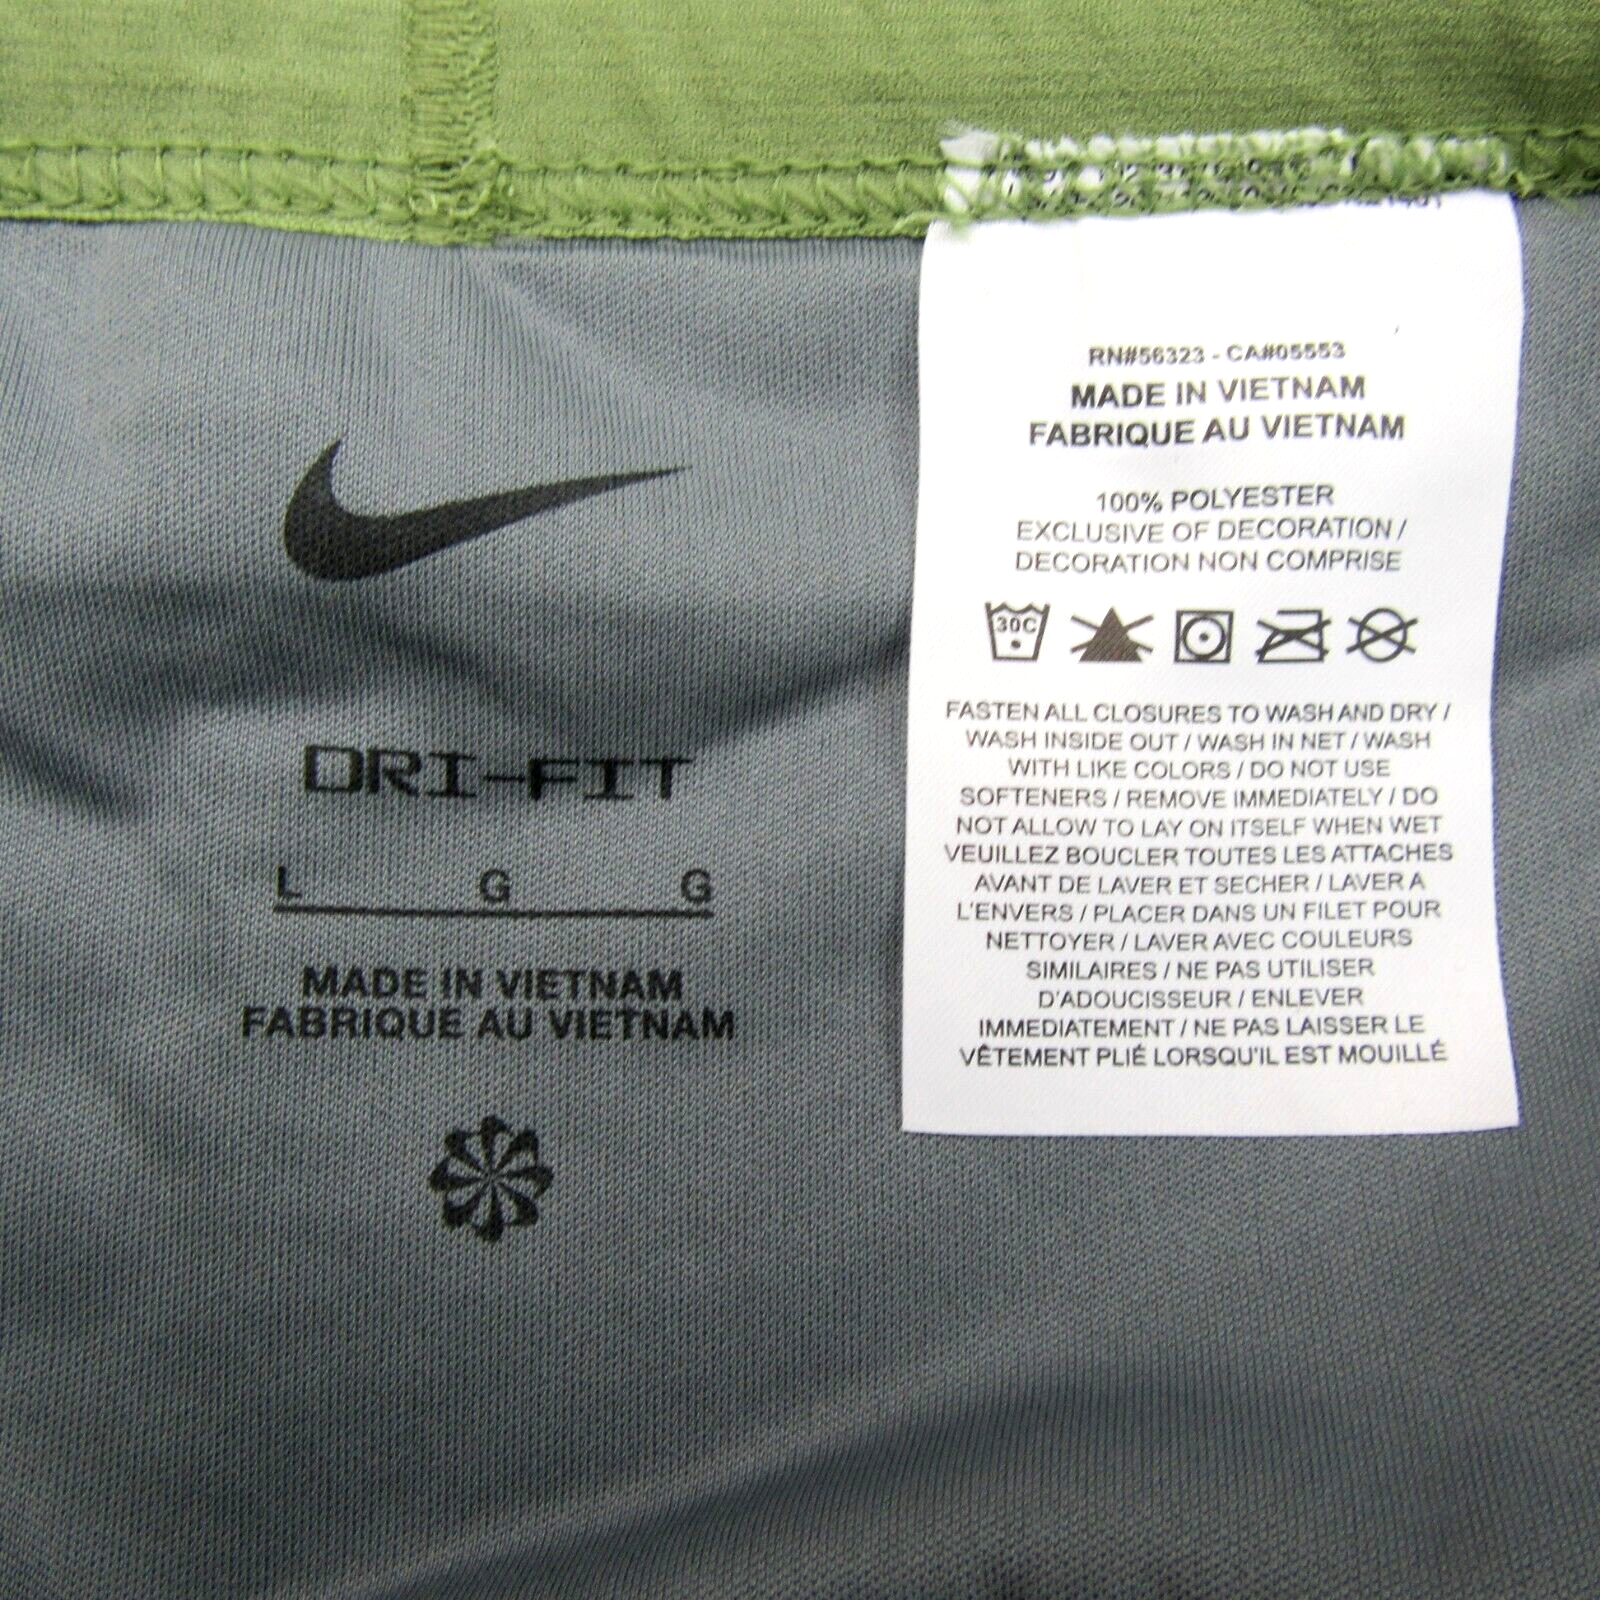 DRI-FIT
L G G
MADE IN VIETNAM
FABRIQUE AU VIETNAM
RN#56323 - CA#05553
MADE IN VIETNAM
FABRIQUE AU VIETNAM
100% POLYESTER
EXCLUSIVE OF DECORATION /
DECORATION NON COMPRISE
30C
FASTEN ALL CLOSURES TO WASH AND DRY /
WASH INSIDE OUT / WASH IN NET / WASH
WITH LIKE COLORS / DO NOT USE
SOFTENERS / REMOVE IMMEDIATELY / DO
NOT ALLOW TO LAY ON ITSELF WHEN WET
VEUILLEZ BOUCLER TOUTES LES ATTACHES
AVANT DE LAVER ET SECHER / LAVER A
L'ENVERS / PLACER DANS UN FILET POUR
NETTOYER / LAVER AVEC COULEURS
SIMILAIRES / NE PAS UTILISER
D'ADOUCISSEUR / ENLEVER
IMMEDIATEMENT / NE PAS LAISSER LE
VÊTEMENT PLIÉ LORSQU'IL EST MOUILLÉ